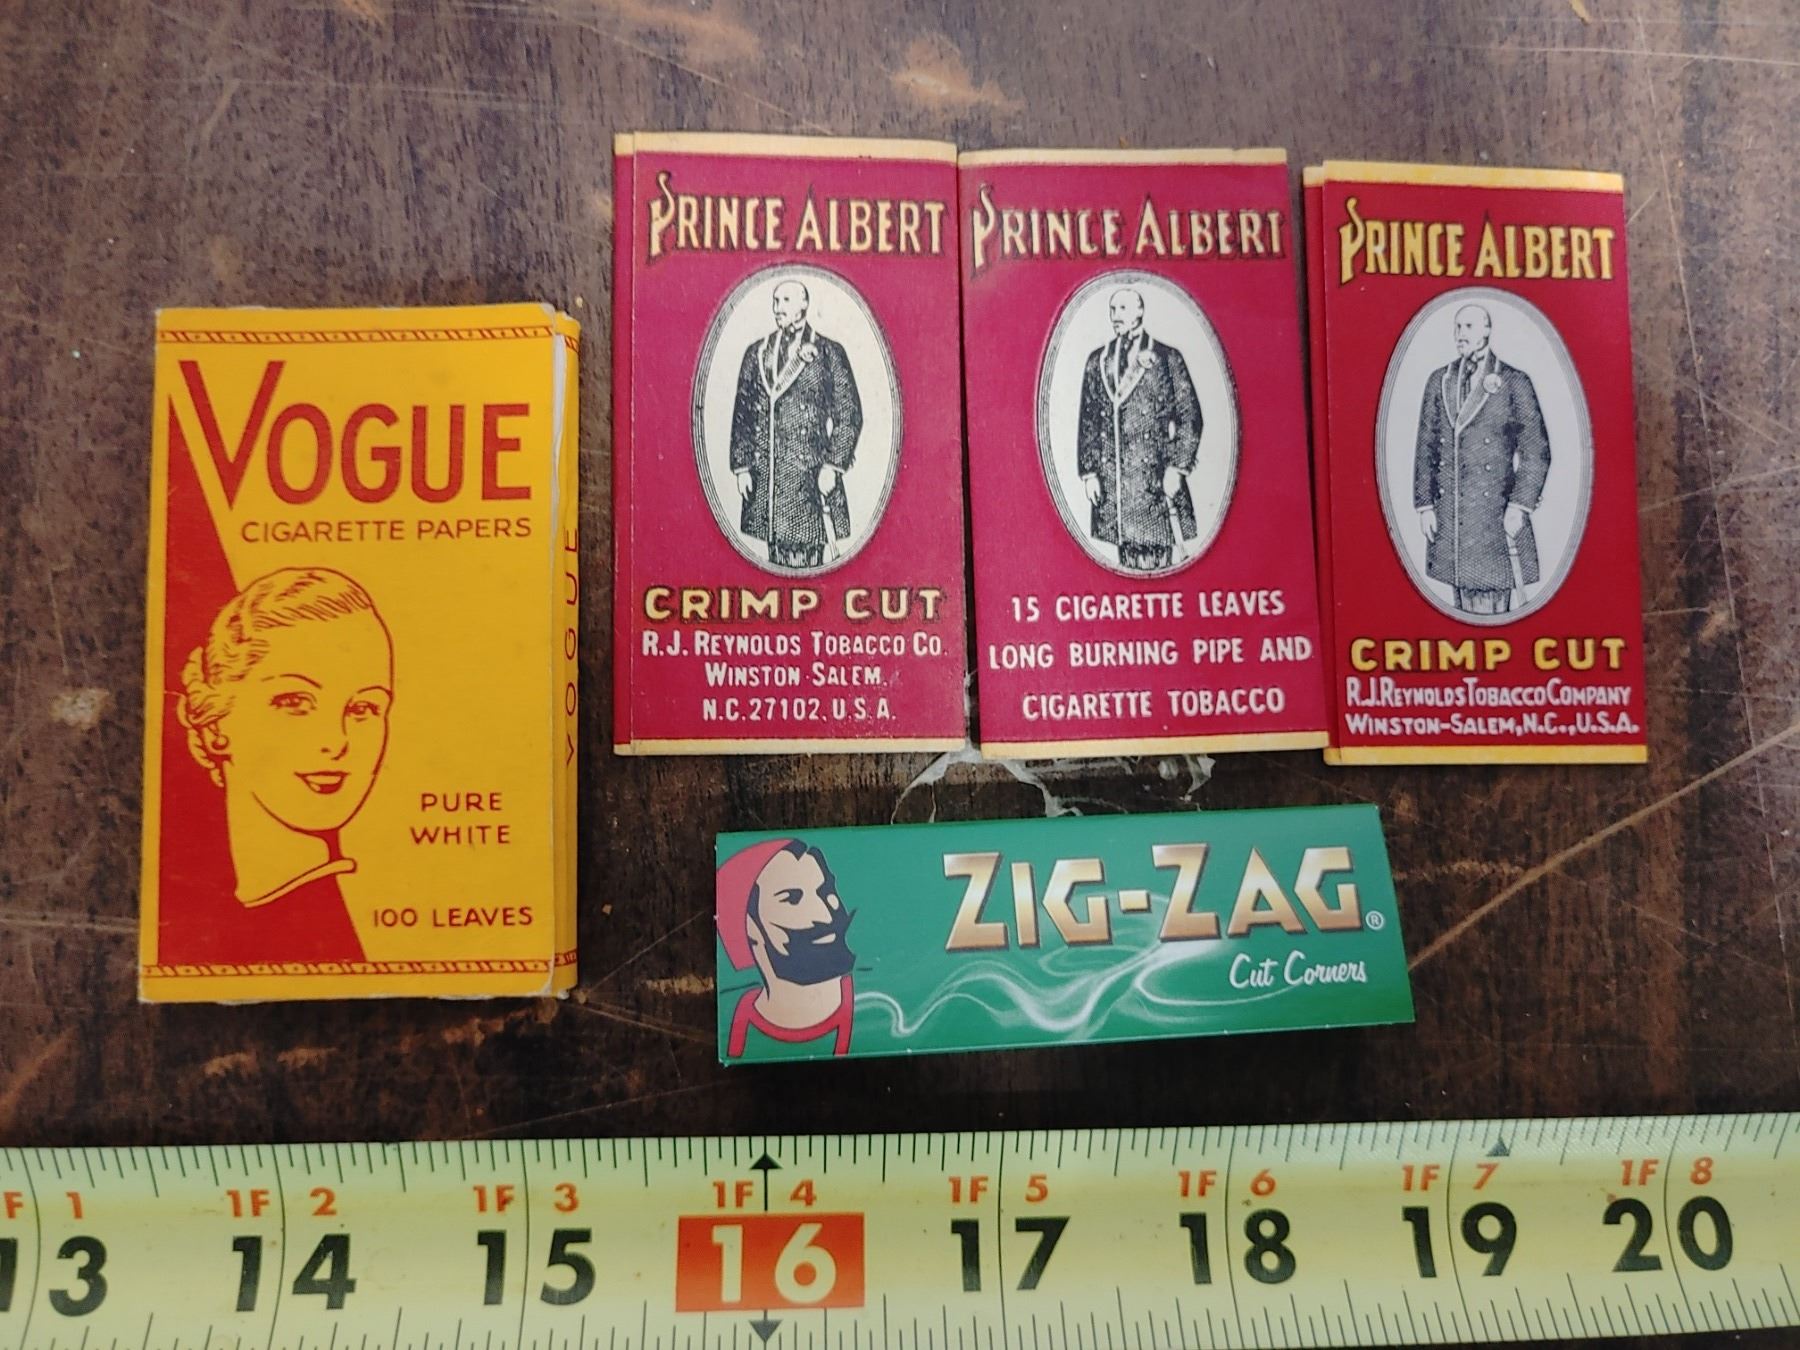 VOGUE
CIGARETTE PAPERS
PURE
WHITE
100 LEAVES
VOGUE
PRINCE ALBERT
CRIMP CUT
R.J. REYNOLDS TOBACCO CO.
WINSTON-SALEM,
N.C. 27102, U.S.A.
PRINCE ALBERT
15 CIGARETTE LEAVES
LONG BURNING PIPE AND
CIGARETTE TOBACCO
PRINCE ALBERT
CRIMP CUT
R.J. REYNOLDS TOBACCO COMPANY
WINSTON-SALEM, N.C., U.S.A.
ZIG-ZAG®
Cut Corners
F 1 1F 2 1F 3 1F 4 1F 5 1F 6 1F 7 1F 8
13 14 15 16 17 18 19 20